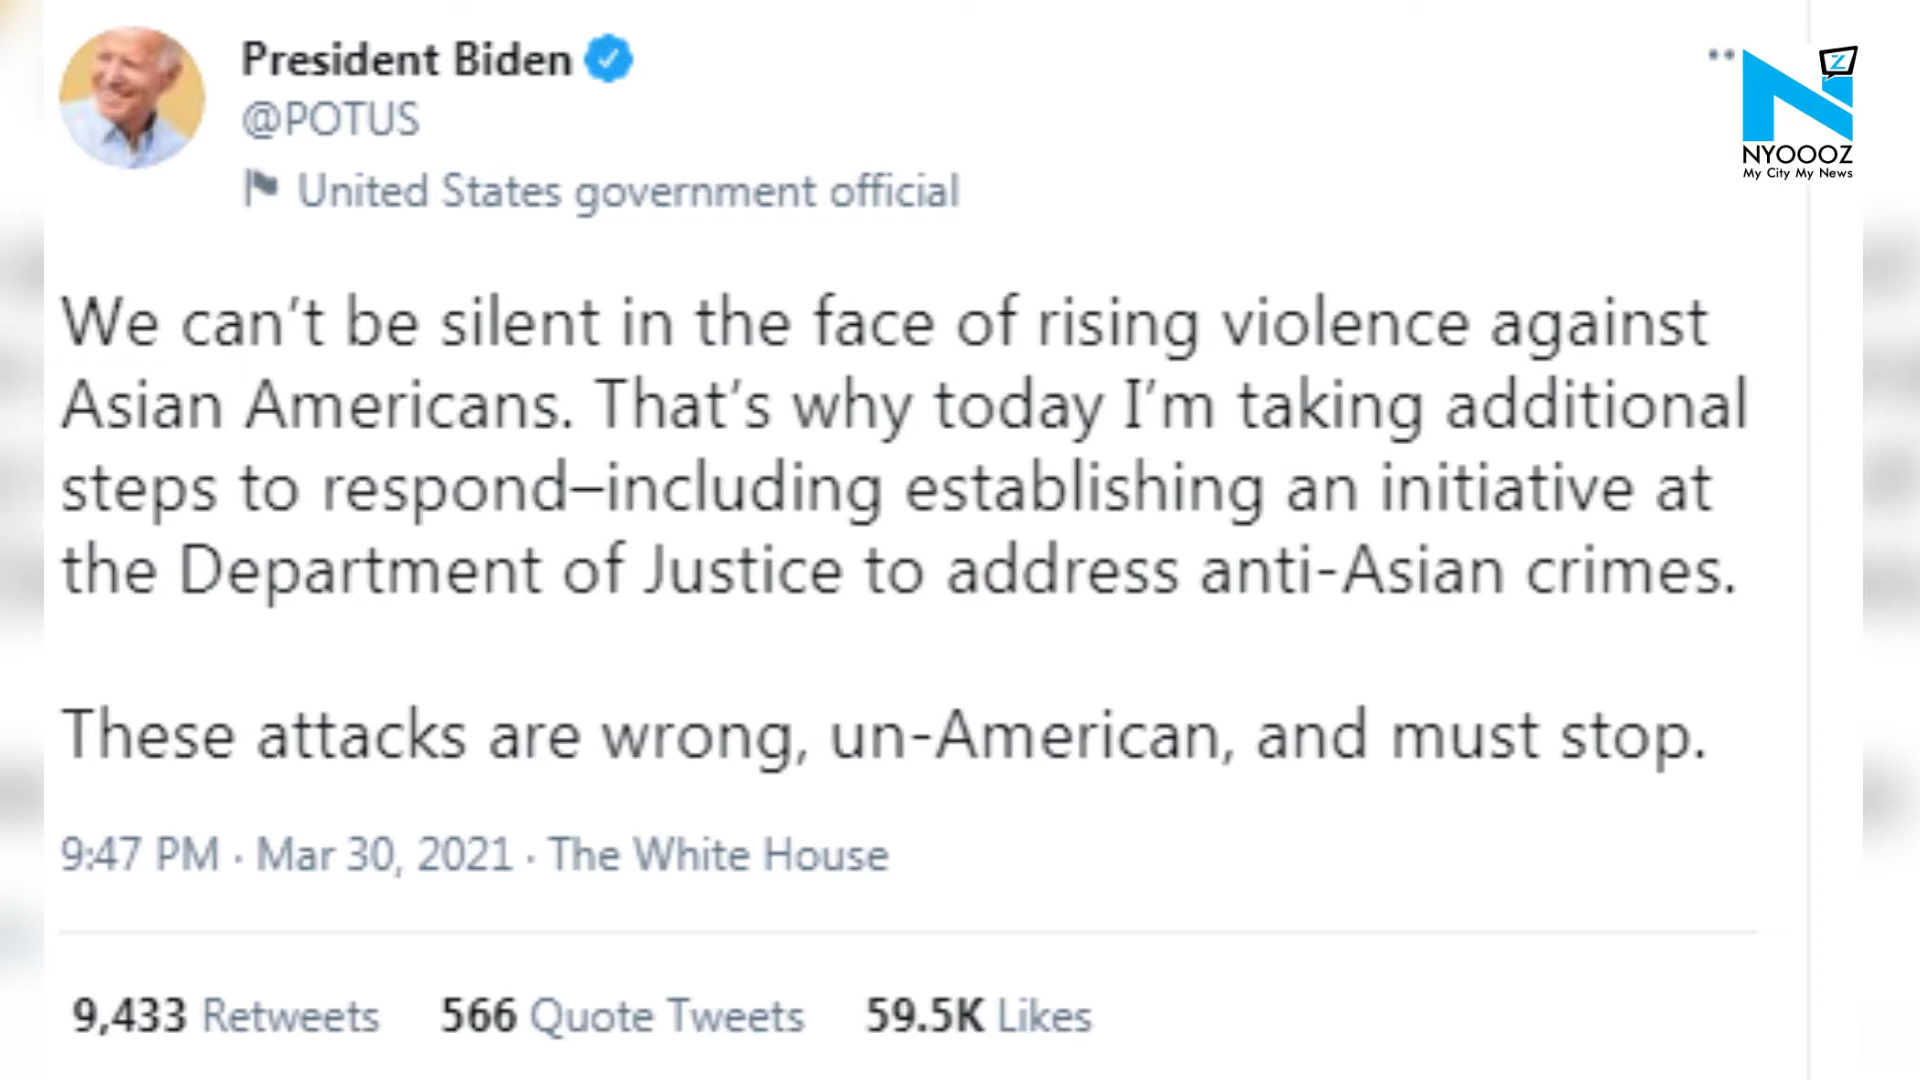 President Biden
@POTUS
United States government official
Z
NYOOOZ
My City My News
We can't be silent in the face of rising violence against
Asian Americans. That's why today I'm taking additional
steps to respond–including establishing an initiative at
the Department of Justice to address anti-Asian crimes.
These attacks are wrong, un-American, and must stop.
9:47 PM · Mar 30, 2021 · The White House
9,433 Retweets 566 Quote Tweets 59.5K Likes